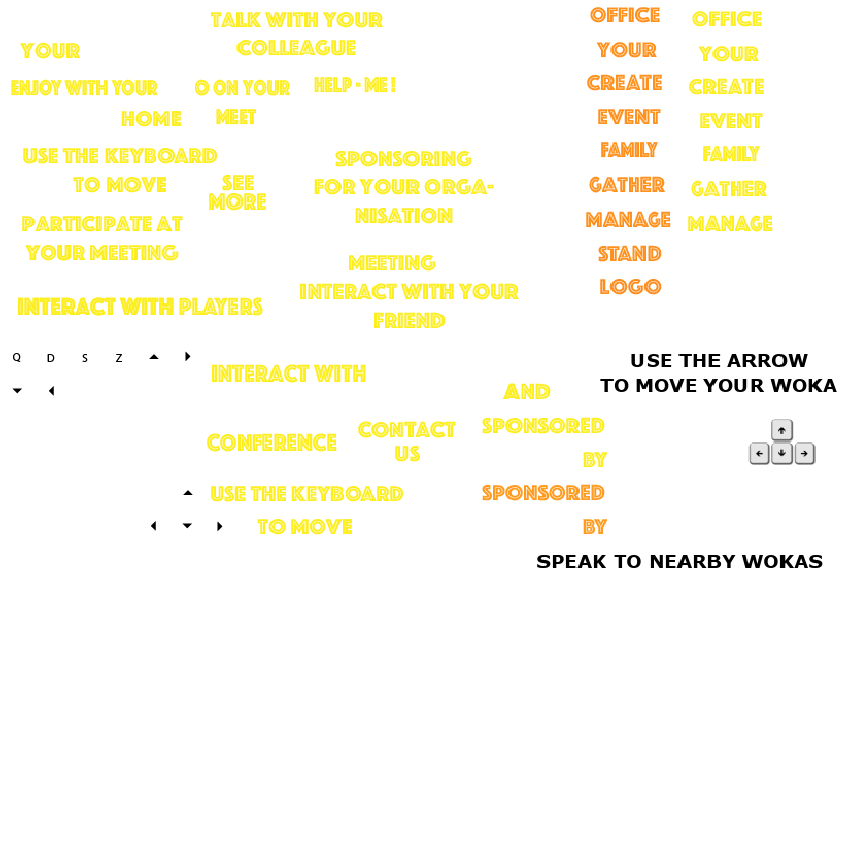 TALK WITH YOUR
COLLEAGUE
YOUR
ENJOY WITH YOUR
O ON YOUR
HELP - ME !
HOME
MEET
USE THE KEYBOARD
TO MOVE
SEE
MORE
SPONSORING
FOR YOUR ORGA-
NISATION
PARTICIPATE AT
YOUR MEETING
MEETING
INTERACT WITH YOUR
FRIEND
INTERACT WITH PLAYERS
OFFICE
YOUR
CREATE
EVENT
FAMILY
GATHER
MANAGE
STAND
LOGO
OFFICE
YOUR
CREATE
EVENT
FAMILY
GATHER
MANAGE
Q D S Z
INTERACT WITH
AND
CONFERENCE
CONTACT
US
SPONSORED
BY
USE THE KEYBOARD
TO MOVE
SPONSORED
BY
USE THE ARROW
TO MOVE YOUR WOKA
SPEAK TO NEARBY WOKAS